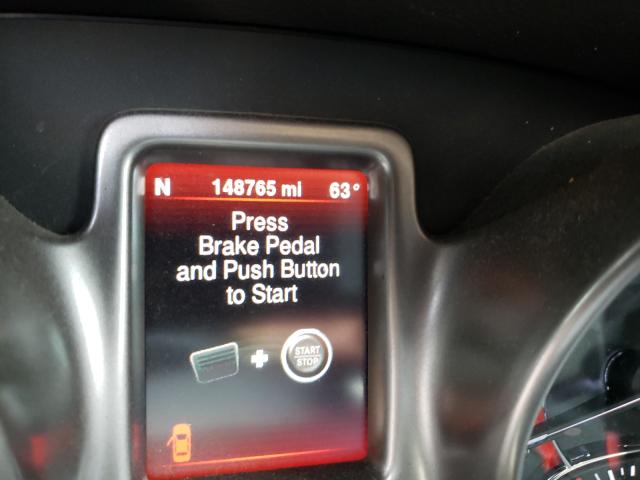 N 148765 mi 63°
Press
Brake Pedal
and Push Button
to Start
+ START
STOP